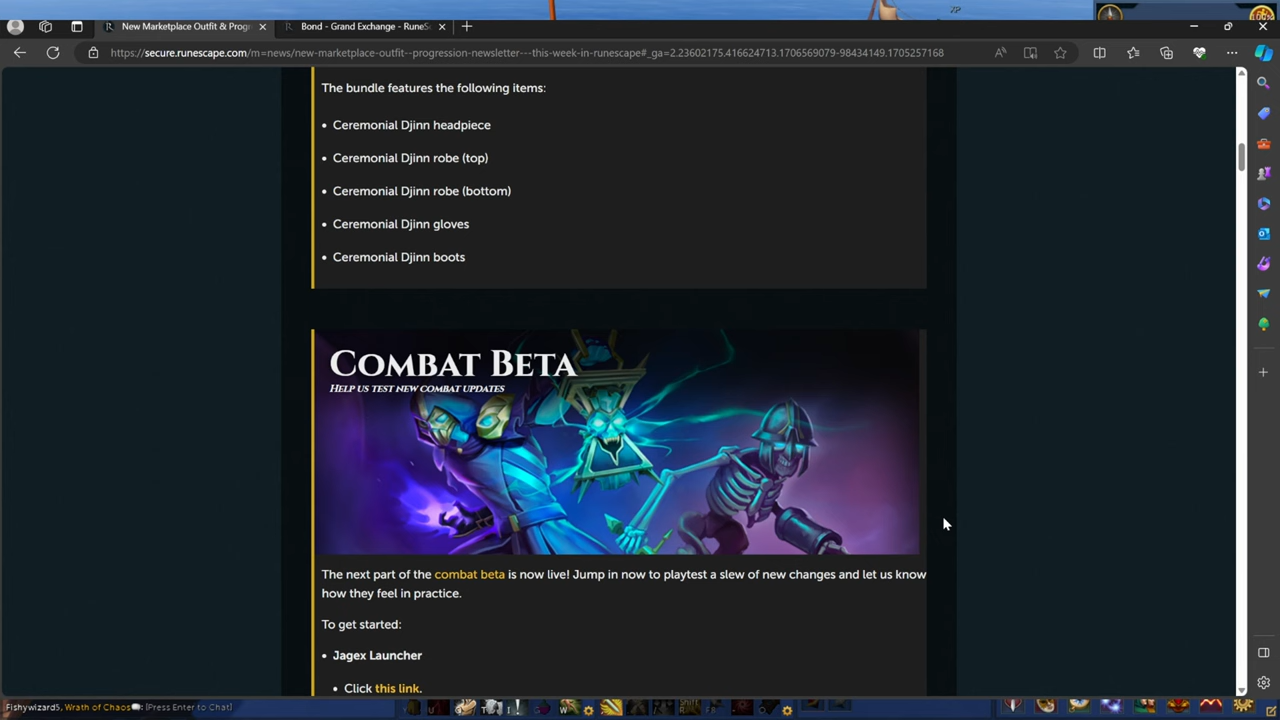 XP
New Marketplace Outfit & Prog
Bond - Grand Exchange - RuneSc
https://secure.runescape.com/m=news/new-marketplace-outfit--progression-newsletter---this-week-in-runescape#_ga=2.23602175.416624713.1706569079-98434149.1705257168
The bundle features the following items:
• Ceremonial Djinn headpiece
• Ceremonial Djinn robe (top)
• Ceremonial Djinn robe (bottom)
• Ceremonial Djinn gloves
• Ceremonial Djinn boots
COMBAT BETA
HELP US TEST NEW COMBAT UPDATES
The next part of the combat beta is now live! Jump in now to playtest a slew of new changes and let us know
how they feel in practice.
To get started:
• Jagex Launcher
• Click this link.
Fishywizard5, Wrath of Chaos: [Press Enter to Chat]